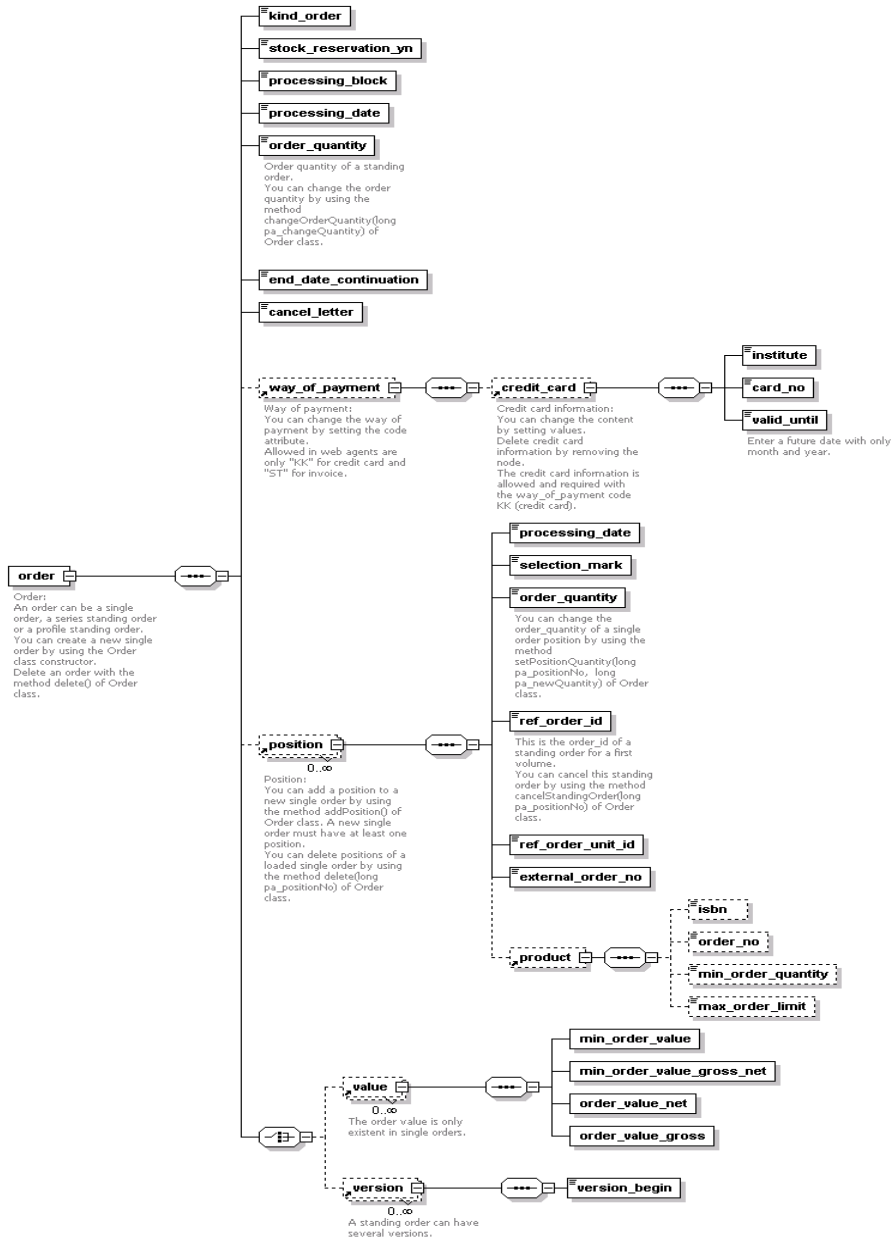 kind_order
stock_reservation_yn
processing_block
processing_date
order_quantity
Order quantity of a standing
order.
You can change the order
quantity by using the
method
changeOrderQuantity(long
pa_changeQuantity) of
Order class.
end_date_continuation
cancel_letter
way_of_payment
Way of payment:
You can change the way of
payment by setting the code
attribute.
Allowed in web agents are
only "KK" for credit card and
"ST" for invoice.
credit_card
Credit card information:
You can change the content
by setting values.
Delete credit card
information by removing the
node.
The credit card information is
allowed and required with
the way_of_payment code
KK (credit card).
institute
card_no
valid_until
Enter a future date with only
month and year.
order
Order:
An order can be a single
order, a series standing order
or a profile standing order.
You can create a new single
order by using the Order
class constructor.
Delete an order with the
method delete() of Order
class.
position
0..∞
Position:
You can add a position to a
new single order by using
the method addPosition() of
Order class. A new single
order must have at least one
position.
You can delete positions of a
loaded single order by using
the method delete(long
pa_positionNo) of Order
class.
processing_date
selection_mark
order_quantity
You can change the
order_quantity of a single
order position by using the
method
setPositionQuantity(long
pa_positionNo, long
pa_newQuantity) of Order
class.
ref_order_id
This is the order_id of a
standing order for a first
volume.
You can cancel this standing
order by using the method
cancelStandingOrder(long
pa_positionNo) of Order
class.
ref_order_unit_id
external_order_no
product
isbn
order_no
min_order_quantity
max_order_limit
value
0..∞
The order value is only
existent in single orders.
min_order_value
min_order_value_gross_net
order_value_net
order_value_gross
version
0..∞
A standing order can have
several versions.
version_begin